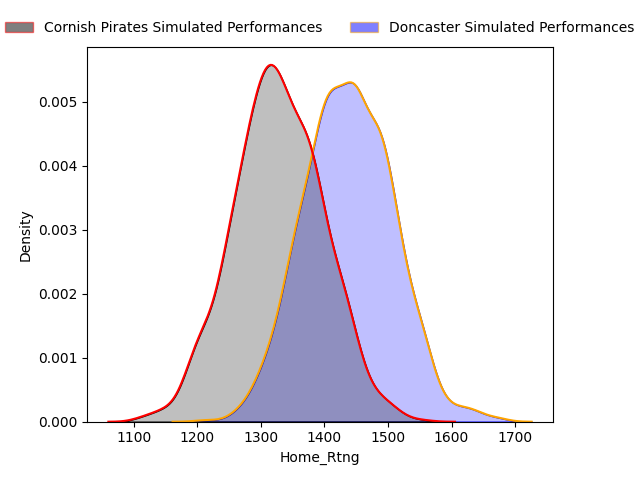 Cornish Pirates Simulated Performances
Doncaster Simulated Performances
Density
0.005
0.004
0.003
0.002
0.001
0.000
1100 1200 1300 1400 1500 1600 1700
Home_Rtng